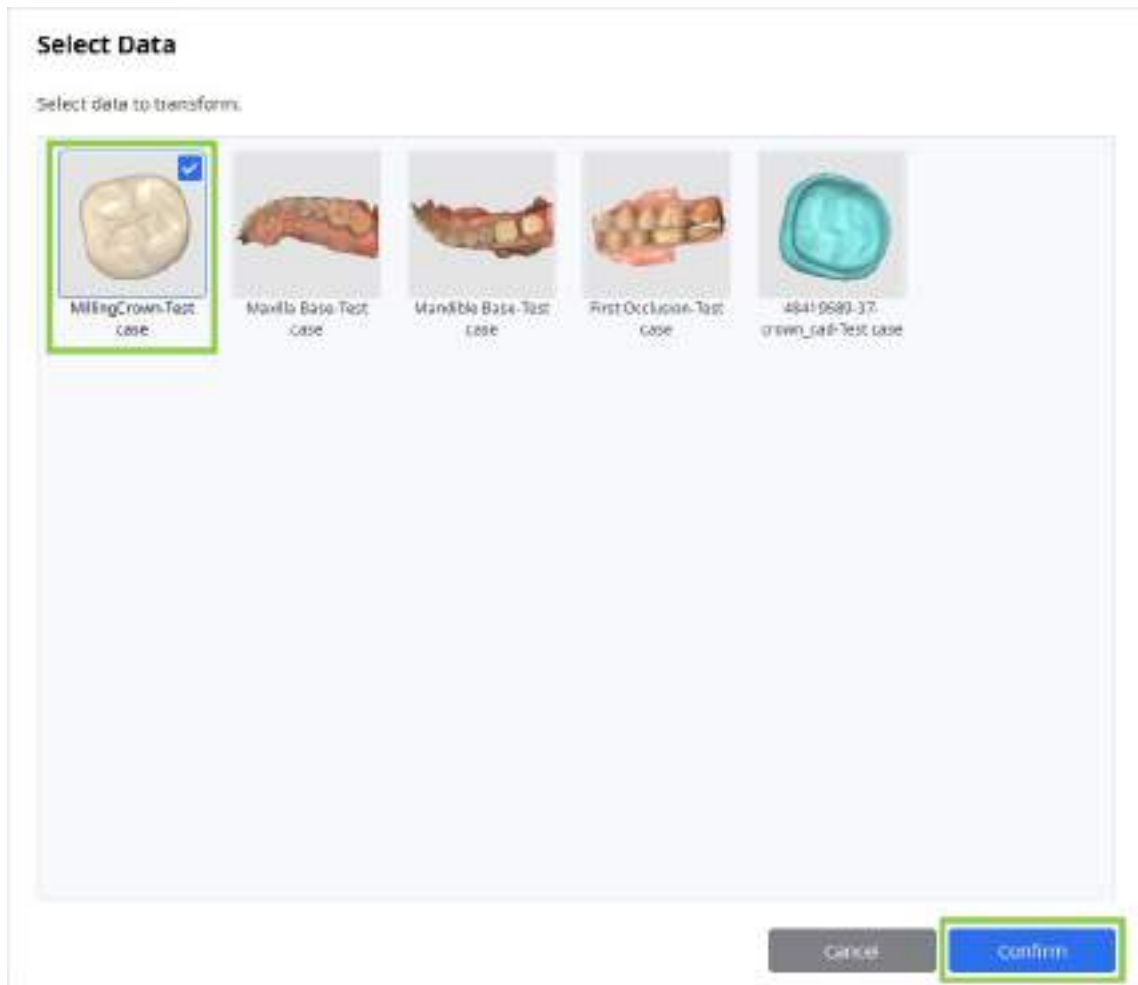 Select Data
Select data to transform.
MillingCrown-Test
case
Maxilla Base-Test
case
Mandible Base-Test
case
First Occlusion-Test
case
48419689-37-
crown_cad-Test case
Cancel
Confirm